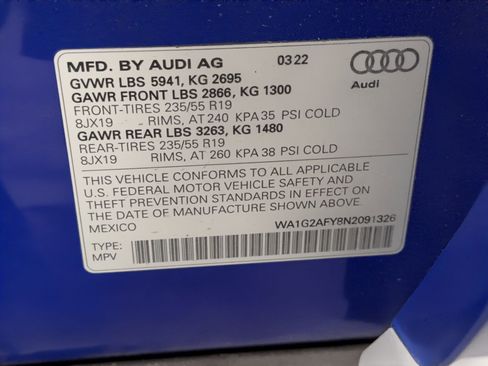 MFD. BY AUDI AG 03/22
GVWR LBS 5941, KG 2695
GAWR FRONT LBS 2866, KG 1300
FRONT-TIRES 235/55 R19
8JX19 RIMS, AT 240 KPA 35 PSI COLD
GAWR REAR LBS 3263, KG 1480
REAR-TIRES 235/55 R19
8JX19 RIMS, AT 260 KPA 38 PSI COLD
Audi
THIS VEHICLE CONFORMS TO ALL APPLICABLE
U.S. FEDERAL MOTOR VEHICLE SAFETY AND
THEFT PREVENTION STANDARDS IN EFFECT ON
THE DATE OF MANUFACTURE SHOWN ABOVE.
MEXICO WA1G2AFY8N2091326
TYPE:
MPV